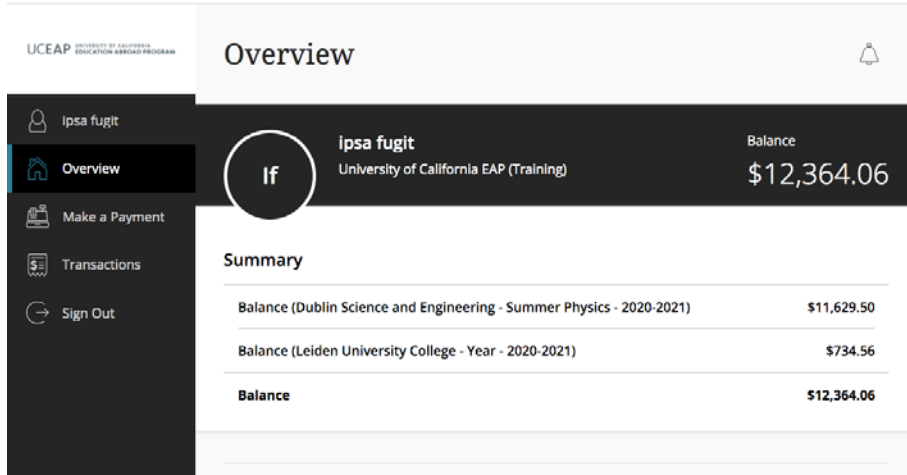 UCEAP UNIVERSITY OF CALIFORNIA
EDUCATION ABROAD PROGRAM
Overview
ipsa fugit
Overview
Make a Payment
Transactions
Sign Out
If
ipsa fugit
University of California EAP (Training)
Balance
$12,364.06
Summary
Balance (Dublin Science and Engineering - Summer Physics - 2020-2021) $11,629.50
Balance (Leiden University College - Year - 2020-2021) $734.56
Balance $12,364.06